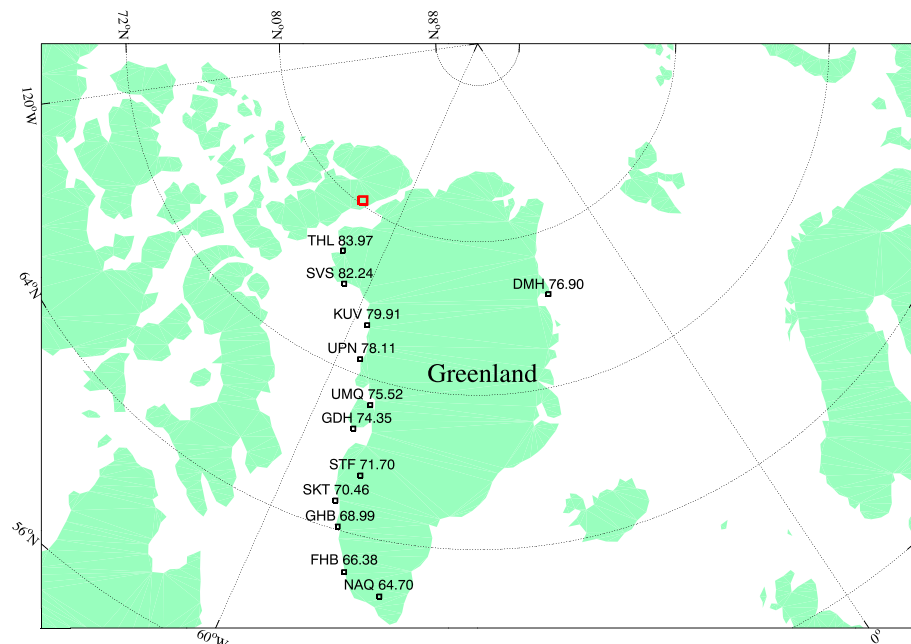 72°N
80°N
88°N
120°W
THL 83.97
SVS 82.24
DMH 76.90
64°N
KUV 79.91
UPN 78.11
Greenland
UMQ 75.52
GDH 74.35
STF 71.70
SKT 70.46
GHB 68.99
56°N
FHB 66.38
NAQ 64.70
60°W
0°